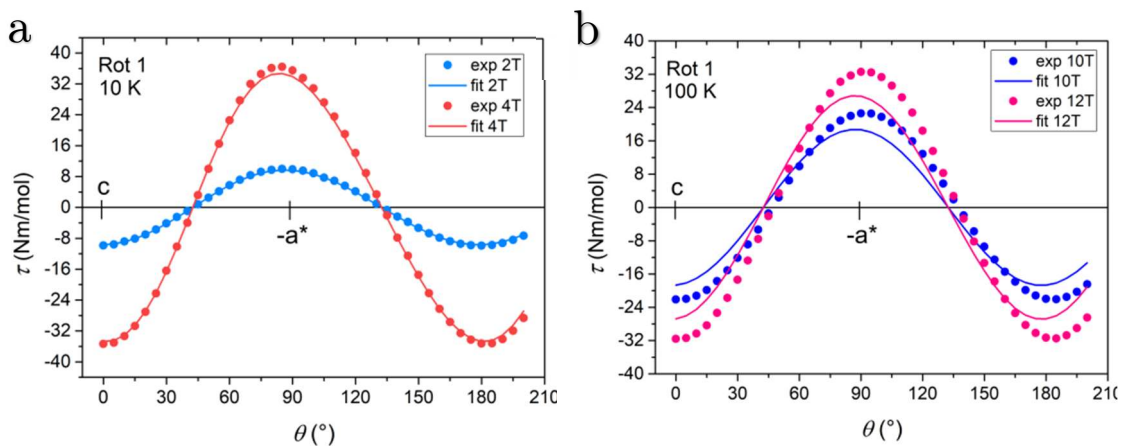 a
40
32
24
16
8
0
-8
-16
-24
-32
-40
τ (Nm/mol)
Rot 1
10 K
exp 2T
fit 2T
exp 4T
fit 4T
c
-a*
0 30 60 90 120 150 180 210
θ (°)
b
40
32
24
16
8
0
-8
-16
-24
-32
-40
τ (Nm/mol)
Rot 1
100 K
exp 10T
fit 10T
exp 12T
fit 12T
c
-a*
0 30 60 90 120 150 180 210
θ (°)